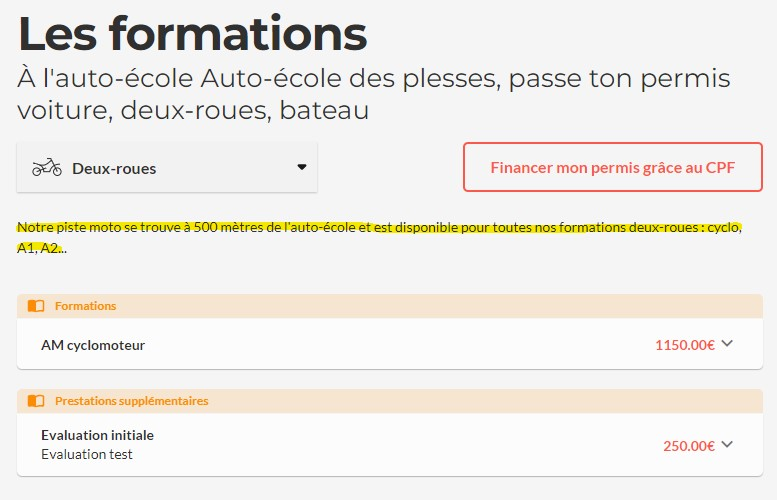 Les formations
À l'auto-école Auto-école des plesses, passe ton permis
voiture, deux-roues, bateau
Deux-roues
Financer mon permis grâce au CPF
Notre piste moto se trouve à 500 mètres de l'auto-école et est disponible pour toutes nos formations deux-roues : cyclo,
A1, A2...
Formations
AM cyclomoteur
1150.00€
Prestations supplémentaires
Evaluation initiale
Evaluation test
250.00€